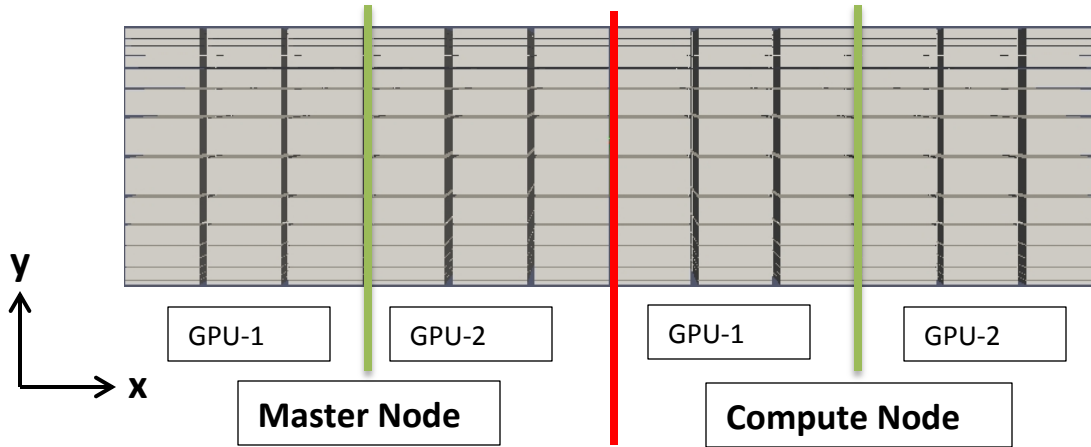 y
x
GPU-1
GPU-2
GPU-1
GPU-2
Master Node
Compute Node